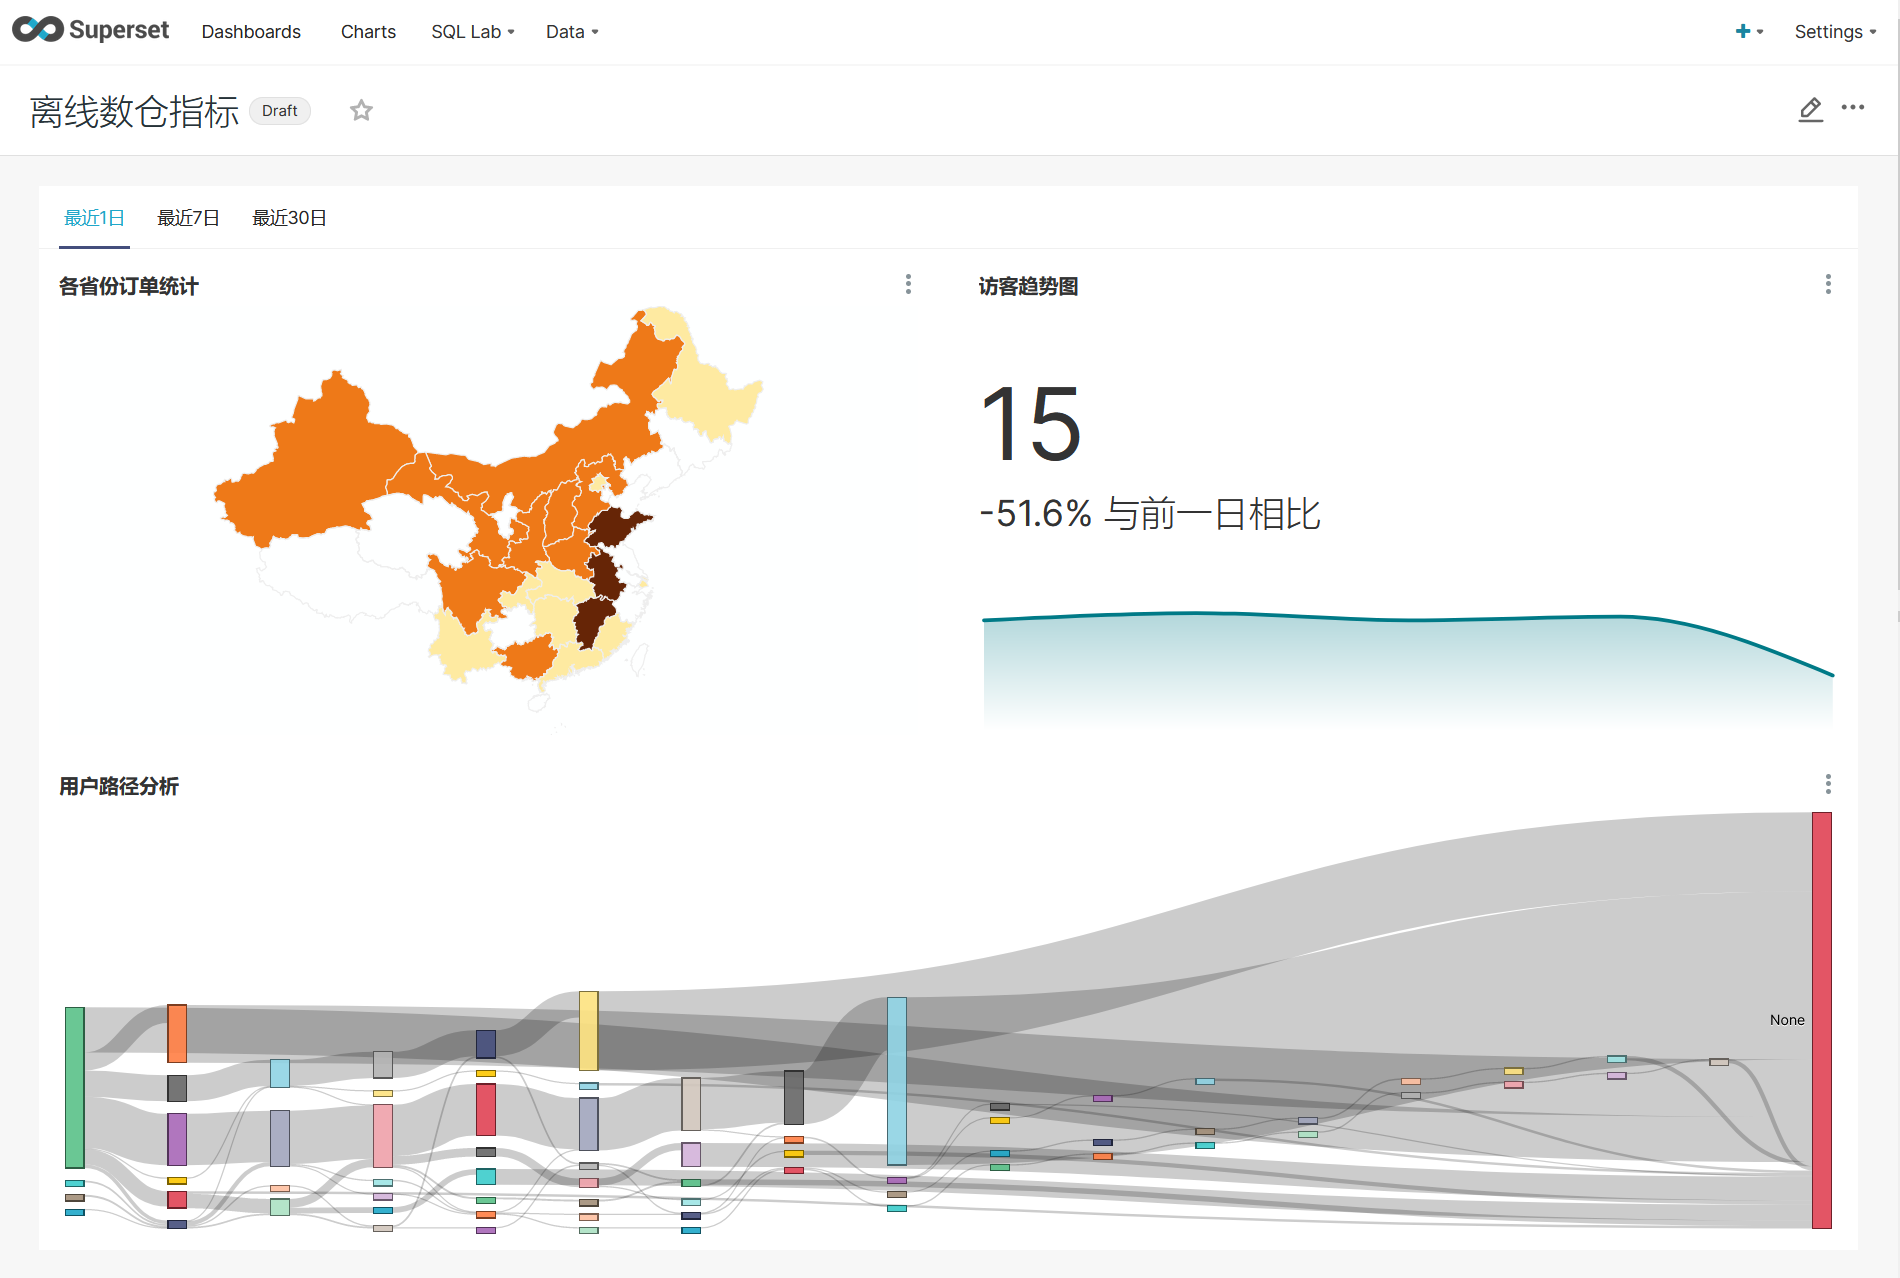 Superset Dashboards Charts SQL Lab Data Settings
离线数仓指标 Draft
最近1日 最近7日 最近30日
各省份订单统计
访客趋势图
15
-51.6% 与前一日相比
用户路径分析
None